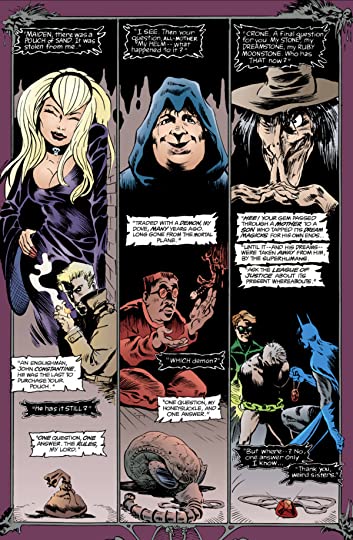 "MAIDEN, there was a
POUCH of SAND! It was
stolen from me."
"AN ENGLISHMAN,
JOHN CONSTANTINE.
HE WAS THE LAST
TO PURCHASE YOUR
POUCH."
"He has it STILL?"
"ONE QUESTION, ONE
ANSWER. THE RULES,
MY LORD."
"I SEE. Then your
question, ALL-MOTHER.
My HELM -- what
happened to it?"
"TRADED WITH A DEMON, MY
DOVE, MANY YEARS AGO.
LONG GONE FROM THE MORTAL
PLANE."
"WHICH demon?"
"ONE QUESTION, MY
HONEYSUCKLE, AND
ONE ANSWER."
"CRONE. A final question
for you. My STONE, my
DREAMSTONE, my RUBY
MOONSTONE. Who has
THAT now?"
"HEE! YOUR GEM PASSED
THROUGH A MOTHER TO A
SON WHO TAPPED ITS DREAM
MAGICKS FOR HIS OWN ENDS.
"UNTIL IT--AND HIS DREAMS--
WERE TAKEN AWAY FROM HIM,
BY THE SUPERHUMANS.
"ASK THE LEAGUE OF
JUSTICE ABOUT ITS
PRESENT WHEREABOUTS."
"But where--? No,
one answer only
I know...
"Thank you,
weird sisters."